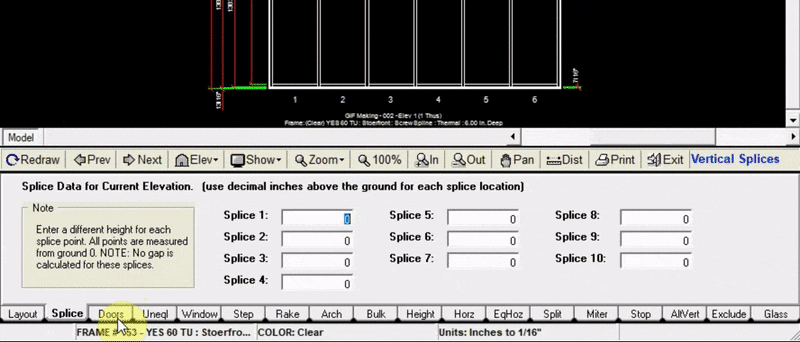 1 2 3 4 5 6
GIF Making - 002 - Elev 1 (1 Thus)
Frame: (Clear) YES 60 TU : Stoerfront : Screw Spline : Thermal : 6.00 In. Deep
Model
Redraw Prev Next Elev Show Zoom 100% In Out Pan Dist Print Exit Vertical Splices
Splice Data for Current Elevation. (use decimal inches above the ground for each splice location)
Note
Enter a different height for each
splice point. All points are measured
from ground 0. NOTE: No gap is
calculated for these splices.
Splice 1: 0 Splice 5: 0 Splice 8: 0
Splice 2: 0 Splice 6: 0 Splice 9: 0
Splice 3: 0 Splice 7: 0 Splice 10: 0
Splice 4: 0
Layout Splice Doors Uneql Window Step Rake Arch Bulk Height Horz EqHoz Split Miter Stop AltVert Exclude Glass
FRAME # 653 - YES 60 TU : Stoerfro... COLOR: Clear Units: Inches to 1/16"